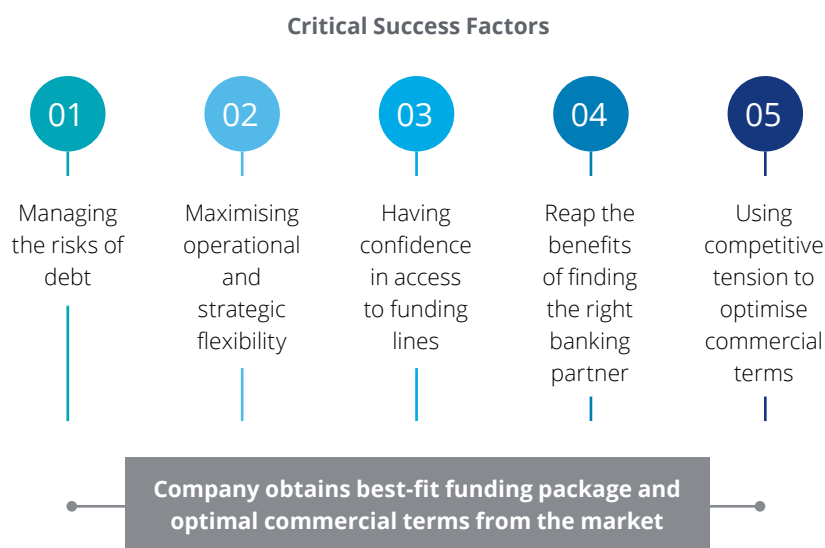 Critical Success Factors
01
Managing
the risks of
debt
02
Maximising
operational
and
strategic
flexibility
03
Having
confidence
in access
to funding
lines
04
Reap the
benefits
of finding
the right
banking
partner
05
Using
competitive
tension to
optimise
commercial
terms
Company obtains best-fit funding package and
optimal commercial terms from the market